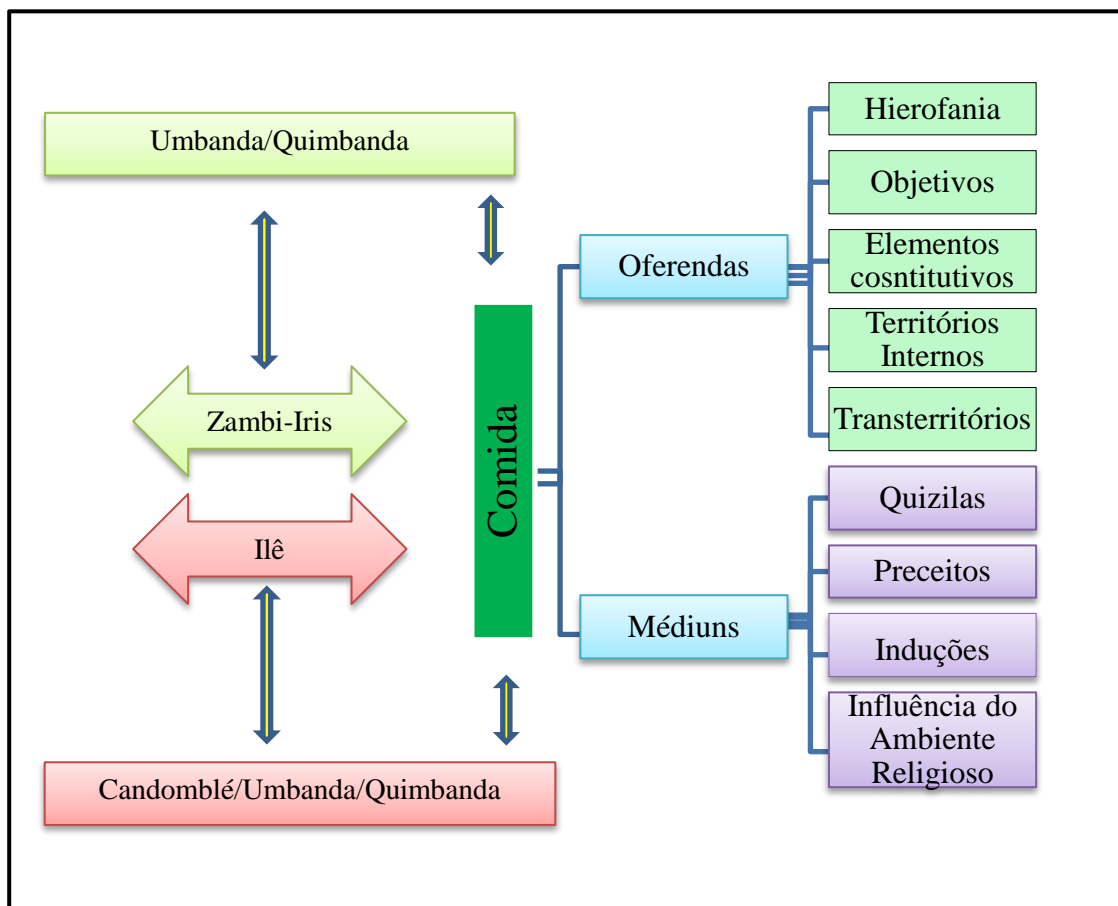 Umbanda/Quimbanda
Zambi-Iris
Ilê
Candomblé/Umbanda/Quimbanda
Comida
Oferendas
Médiuns
Hierofania
Objetivos
Elementos
cosntitutivos
Territórios
Internos
Transterritórios
Quizilas
Preceitos
Induções
Influência do
Ambiente
Religioso